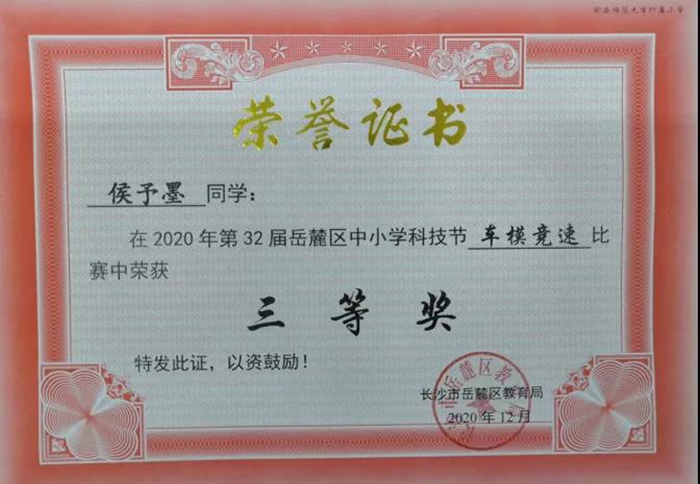 荣誉证书
侯予墨同学：
在2020年第32届岳麓区中小学科技节车模竞速比
赛中荣获
三等奖
特发此证，以资鼓励！
长沙市岳麓区教育局
2020年12月